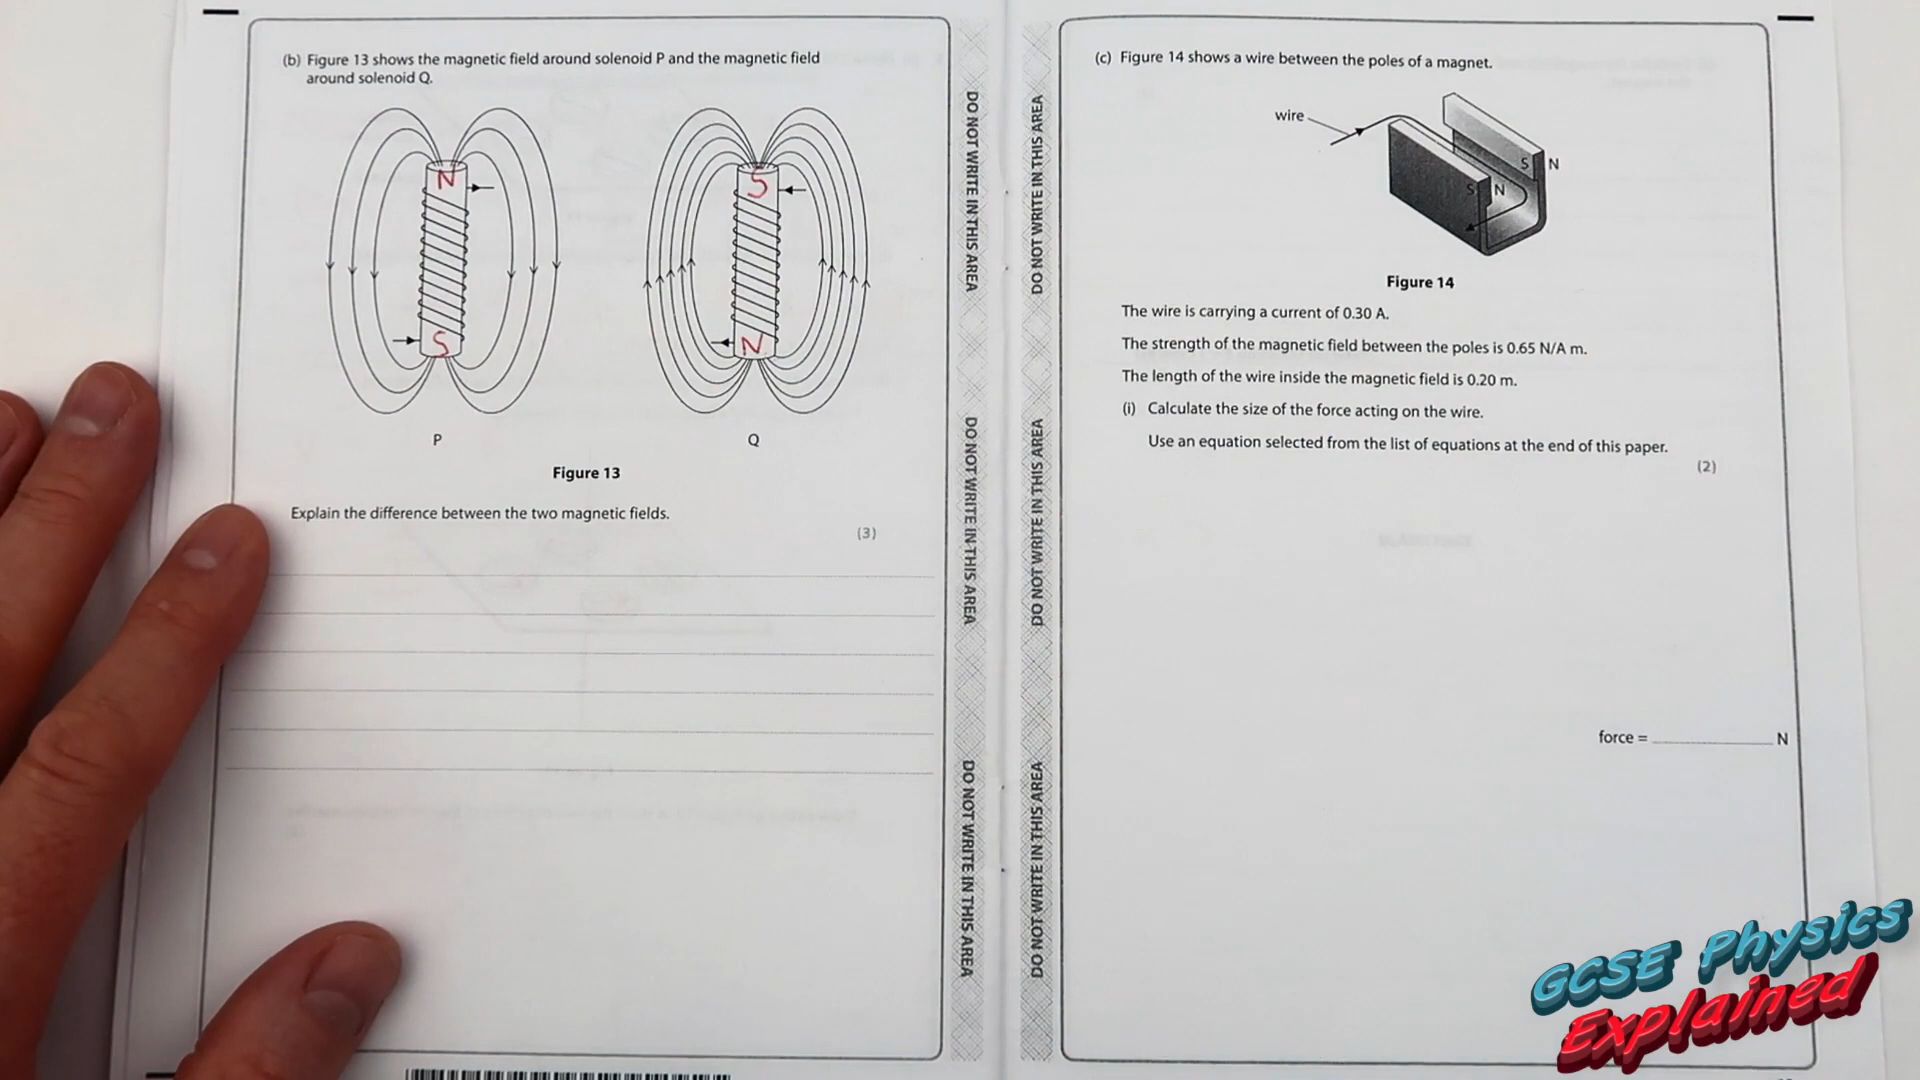 (b) Figure 13 shows the magnetic field around solenoid P and the magnetic field
around solenoid Q.
N
S
S
N
P
Q
Figure 13
Explain the difference between the two magnetic fields.
(3)
DO NOT WRITE IN THIS AREA
DO NOT WRITE IN THIS AREA
DO NOT WRITE IN THIS AREA
DO NOT WRITE IN THIS AREA
DO NOT WRITE IN THIS AREA
DO NOT WRITE IN THIS AREA
(c) Figure 14 shows a wire between the poles of a magnet.
wire
S N
S N
Figure 14
The wire is carrying a current of 0.30 A.
The strength of the magnetic field between the poles is 0.65 N/A m.
The length of the wire inside the magnetic field is 0.20 m.
(i) Calculate the size of the force acting on the wire.
Use an equation selected from the list of equations at the end of this paper.
(2)
force = N
GCSE Physics
Explained